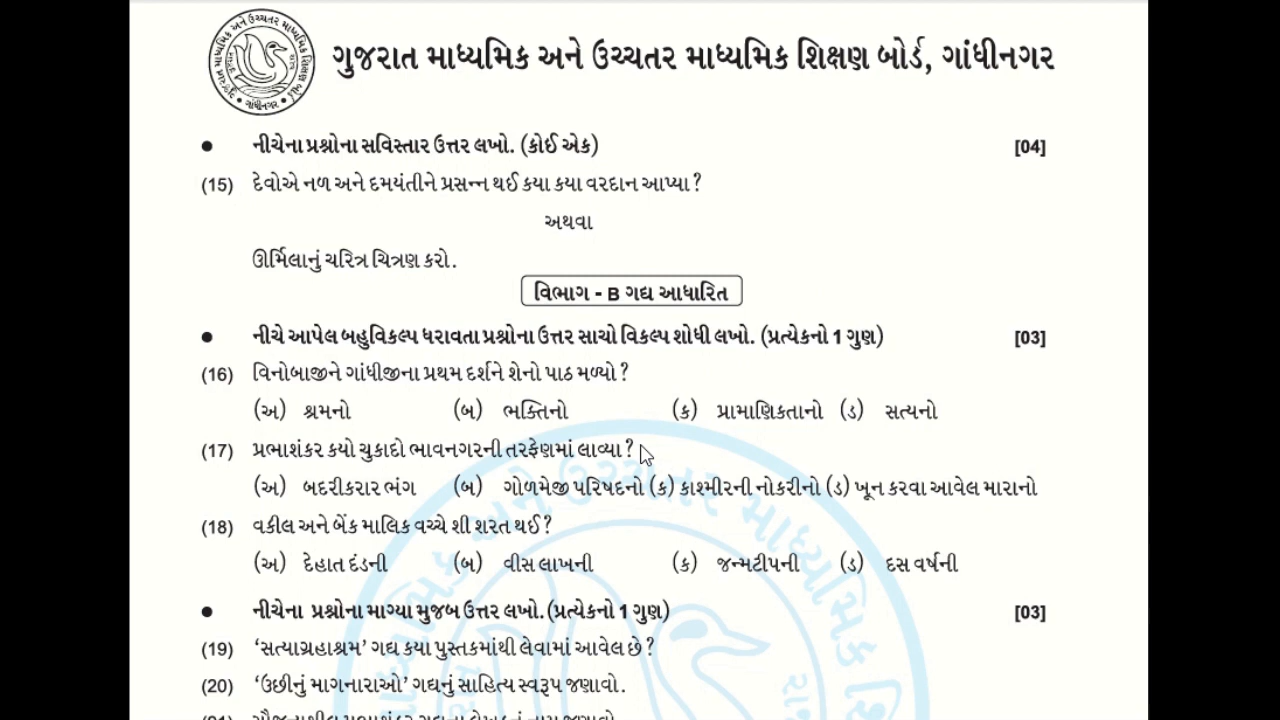 ગુજરાત માધ્યમિક અને ઉચ્ચતર માધ્યમિક શિક્ષણ બોર્ડ, ગાંધીનગર
● નીચેના પ્રશ્નોના સવિસ્તાર ઉત્તર લખો. (કોઈ એક) [04]
(15) દેવોએ નળ અને દમયંતીને પ્રસન્ન થઈ કયા કયા વરદાન આપ્યા ?
અથવા
ઊર્મિલાનું ચરિત્ર ચિત્રણ કરો.
વિભાગ - B ગદ્ય આધારિત
● નીચે આપેલ બહુવિકલ્પ ધરાવતા પ્રશ્નોના ઉત્તર સાચો વિકલ્પ શોધી લખો. (પ્રત્યેકનો 1 ગુણ) [03]
(16) વિનોબાજીને ગાંધીજીના પ્રથમ દર્શને શેનો પાઠ મળ્યો ?
(અ) શ્રમનો (બ) ભક્તિનો (ક) પ્રામાણિકતાનો (ડ) સત્યનો
(17) પ્રભાશંકર કયો ચુકાદો ભાવનગરની તરફેણમાં લાવ્યા ?
(અ) બદરીકરાર ભંગ (બ) ગોળમેજી પરિષદનો (ક) કાશ્મીરની નોકરીનો (ડ) ખૂન કરવા આવેલ મારાનો
(18) વકીલ અને બેંક માલિક વચ્ચે શી શરત થઈ ?
(અ) દેહાત દંડની (બ) વીસ લાખની (ક) જન્મટીપની (ડ) દસ વર્ષની
● નીચેના પ્રશ્નોના માગ્યા મુજબ ઉત્તર લખો. (પ્રત્યેકનો 1 ગુણ) [03]
(19) ‘સત્યાગ્રહાશ્રમ’ ગદ્ય કયા પુસ્તકમાંથી લેવામાં આવેલ છે ?
(20) ‘ઉછીનું માગનારાઓ’ ગદ્યનું સાહિત્ય સ્વરૂપ જણાવો.